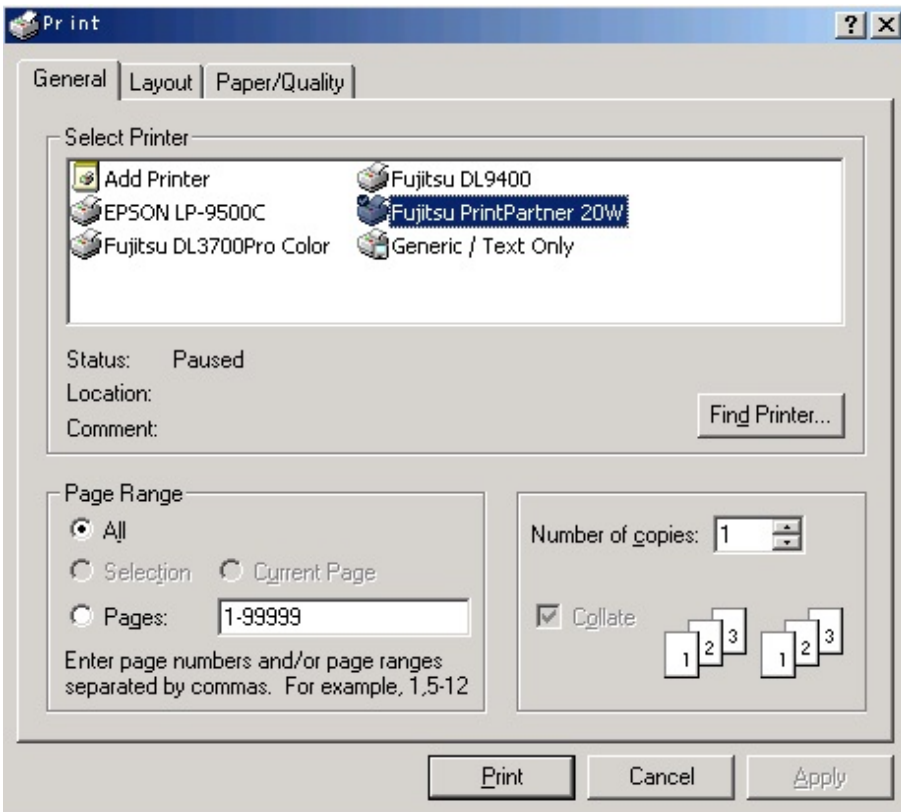 Print
General Layout Paper/Quality
Select Printer
Add Printer
EPSON LP-9500C
Fujitsu DL3700Pro Color
Fujitsu DL9400
Fujitsu PrintPartner 20W
Generic / Text Only
Status: Paused
Location:
Comment:
Find Printer...
Page Range
All
Selection Current Page
Pages: 1-99999
Enter page numbers and/or page ranges
separated by commas. For example, 1,5-12
Number of copies: 1
Collate
1 2 3 1 2 3
Print Cancel Apply